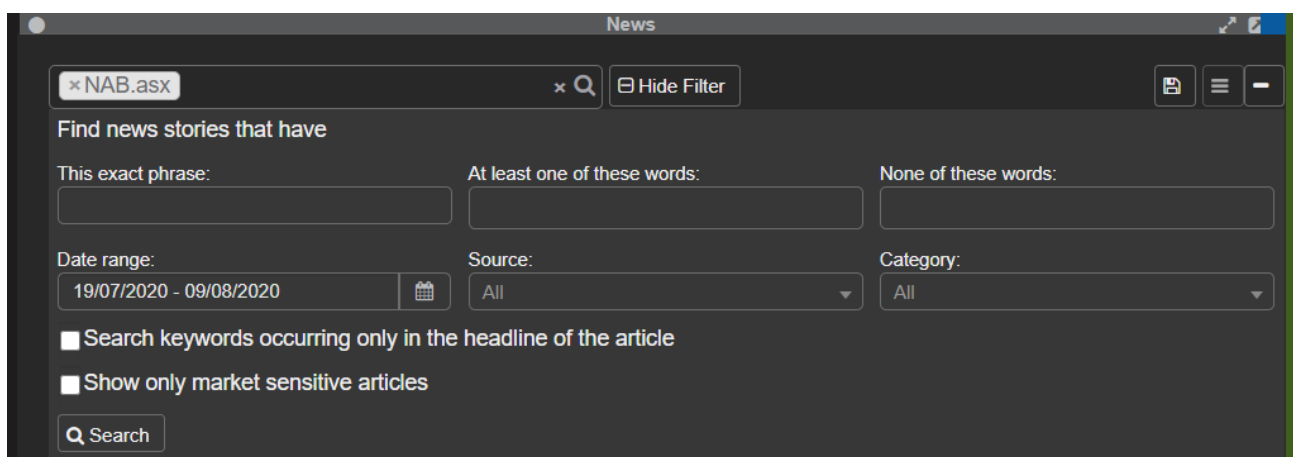 News
×NAB.asx × Hide Filter
Find news stories that have
This exact phrase: At least one of these words: None of these words:
Date range: Source: Category:
19/07/2020 - 09/08/2020 All All
Search keywords occurring only in the headline of the article
Show only market sensitive articles
Search